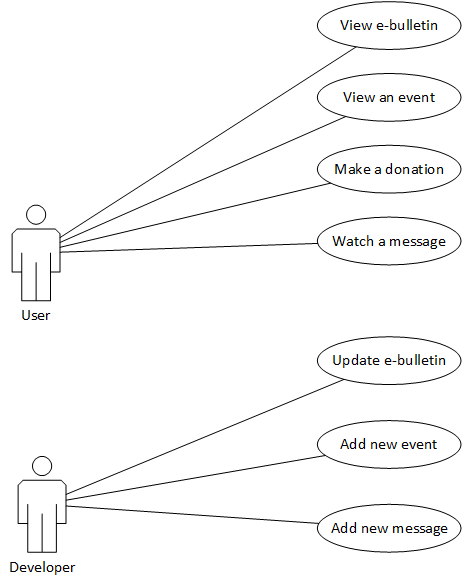 View e-bulletin
View an event
Make a donation
Watch a message
User
Update e-bulletin
Add new event
Add new message
Developer